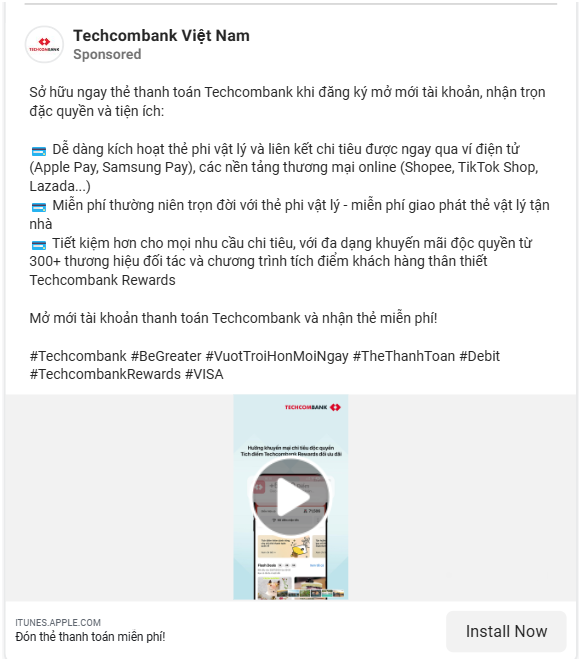 Techcombank Việt Nam
Sponsored
TECHCOMBANK
Sở hữu ngay thẻ thanh toán Techcombank khi đăng ký mở mới tài khoản, nhận trọn
đặc quyền và tiện ích:
Dễ dàng kích hoạt thẻ phi vật lý và liên kết chi tiêu được ngay qua ví điện tử
(Apple Pay, Samsung Pay), các nền tảng thương mại online (Shopee, TikTok Shop,
Lazada...)
Miễn phí thường niên trọn đời với thẻ phi vật lý - miễn phí giao phát thẻ vật lý tận
nhà
Tiết kiệm hơn cho mọi nhu cầu chi tiêu, với đa dạng khuyến mãi độc quyền từ
300+ thương hiệu đối tác và chương trình tích điểm khách hàng thân thiết
Techcombank Rewards
Mở mới tài khoản thanh toán Techcombank và nhận thẻ miễn phí!
#Techcombank #BeGreater #VuotTroiHonMoiNgay #TheThanhToan #Debit
#TechcombankRewards #VISA
TECHCOMBANK
Hưởng khuyến mại chi tiêu độc quyền
Tích điểm Techcombank Rewards đổi ưu đãi
Flash Deals
ITUNES.APPLE.COM
Đón thẻ thanh toán miễn phí!
Install Now